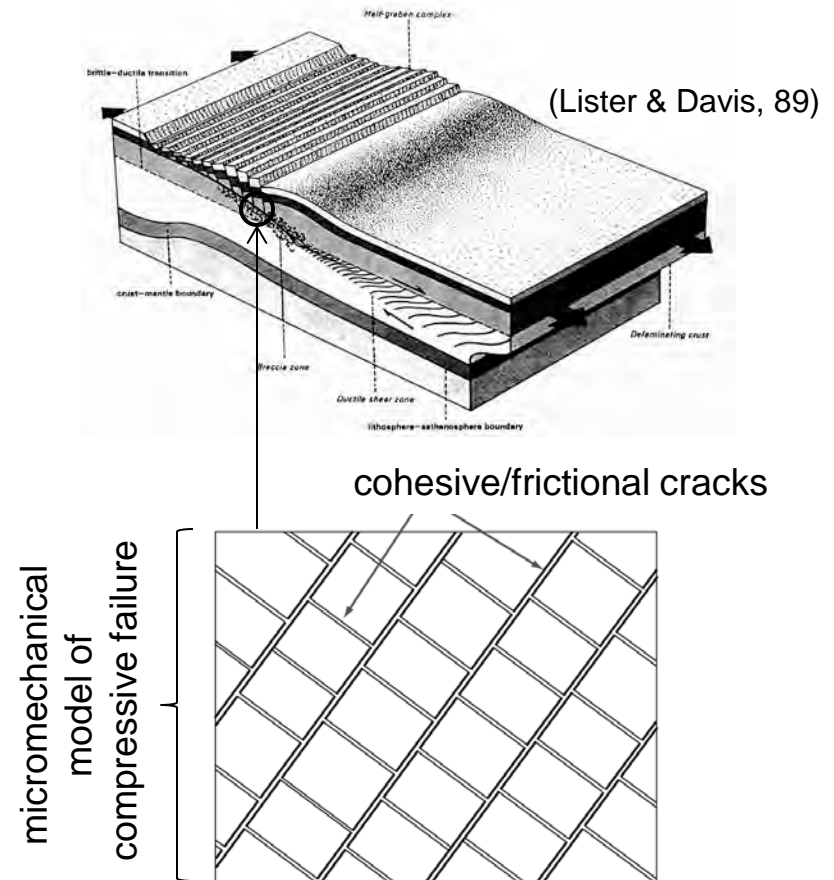 Half-graben complex
brittle-ductile transition
(Lister & Davis, 89)
crust-mantle boundary
Breccia zone
Delaminating crust
Ductile shear zone
lithosphere-asthenosphere boundary
cohesive/frictional cracks
micromechanical
model of
compressive failure